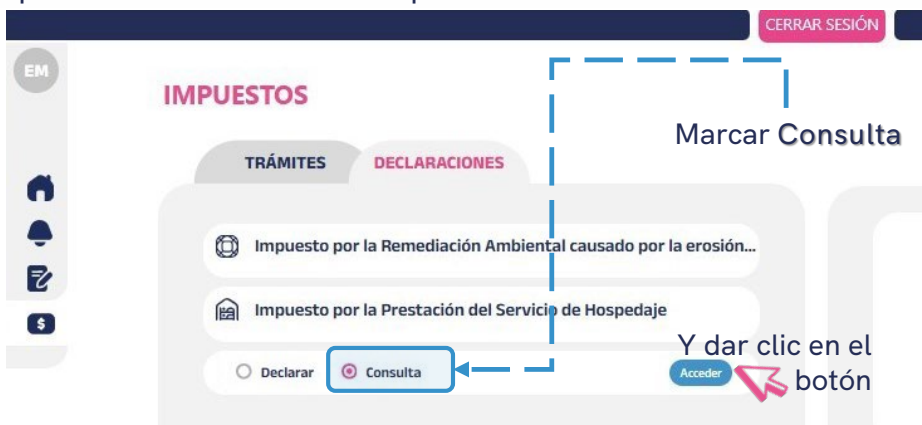 CERRAR SESIÓN
EM
IMPUESTOS
Marcar Consulta
TRÁMITES
DECLARACIONES
Impuesto por la Remediación Ambiental causado por la erosión...
Impuesto por la Prestación del Servicio de Hospedaje
Y dar clic en el
Declarar
Consulta
Acceder
botón
$